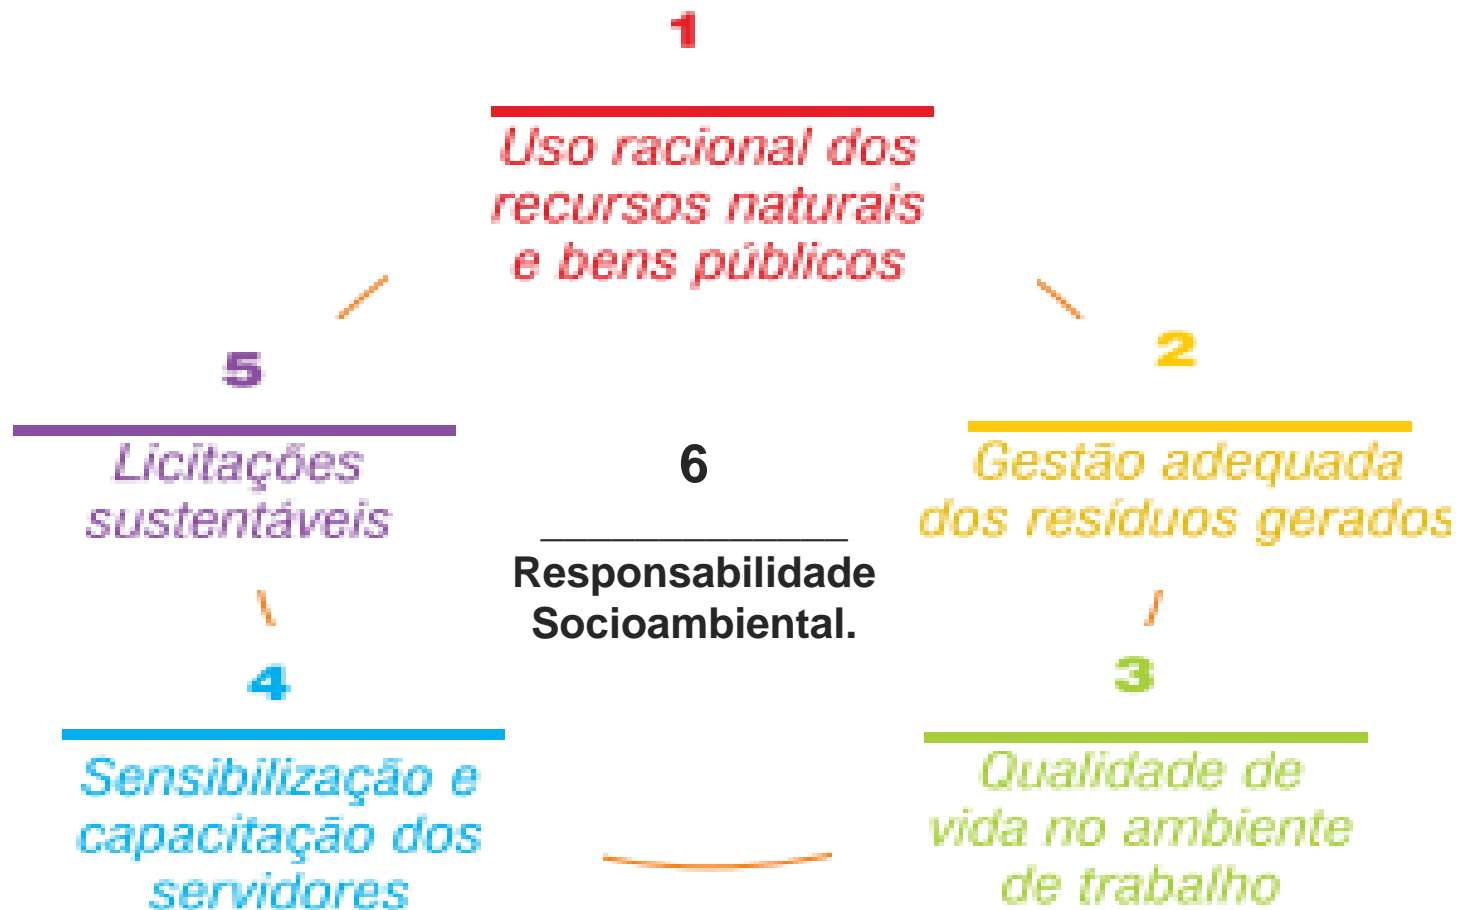 1
Uso racional dos
recursos naturais
e bens públicos
2
Gestão adequada
dos resíduos gerados
3
Qualidade de
vida no ambiente
de trabalho
4
Sensibilização e
capacitação dos
servidores
5
Licitações
sustentáveis
6
Responsabilidade
Socioambiental.